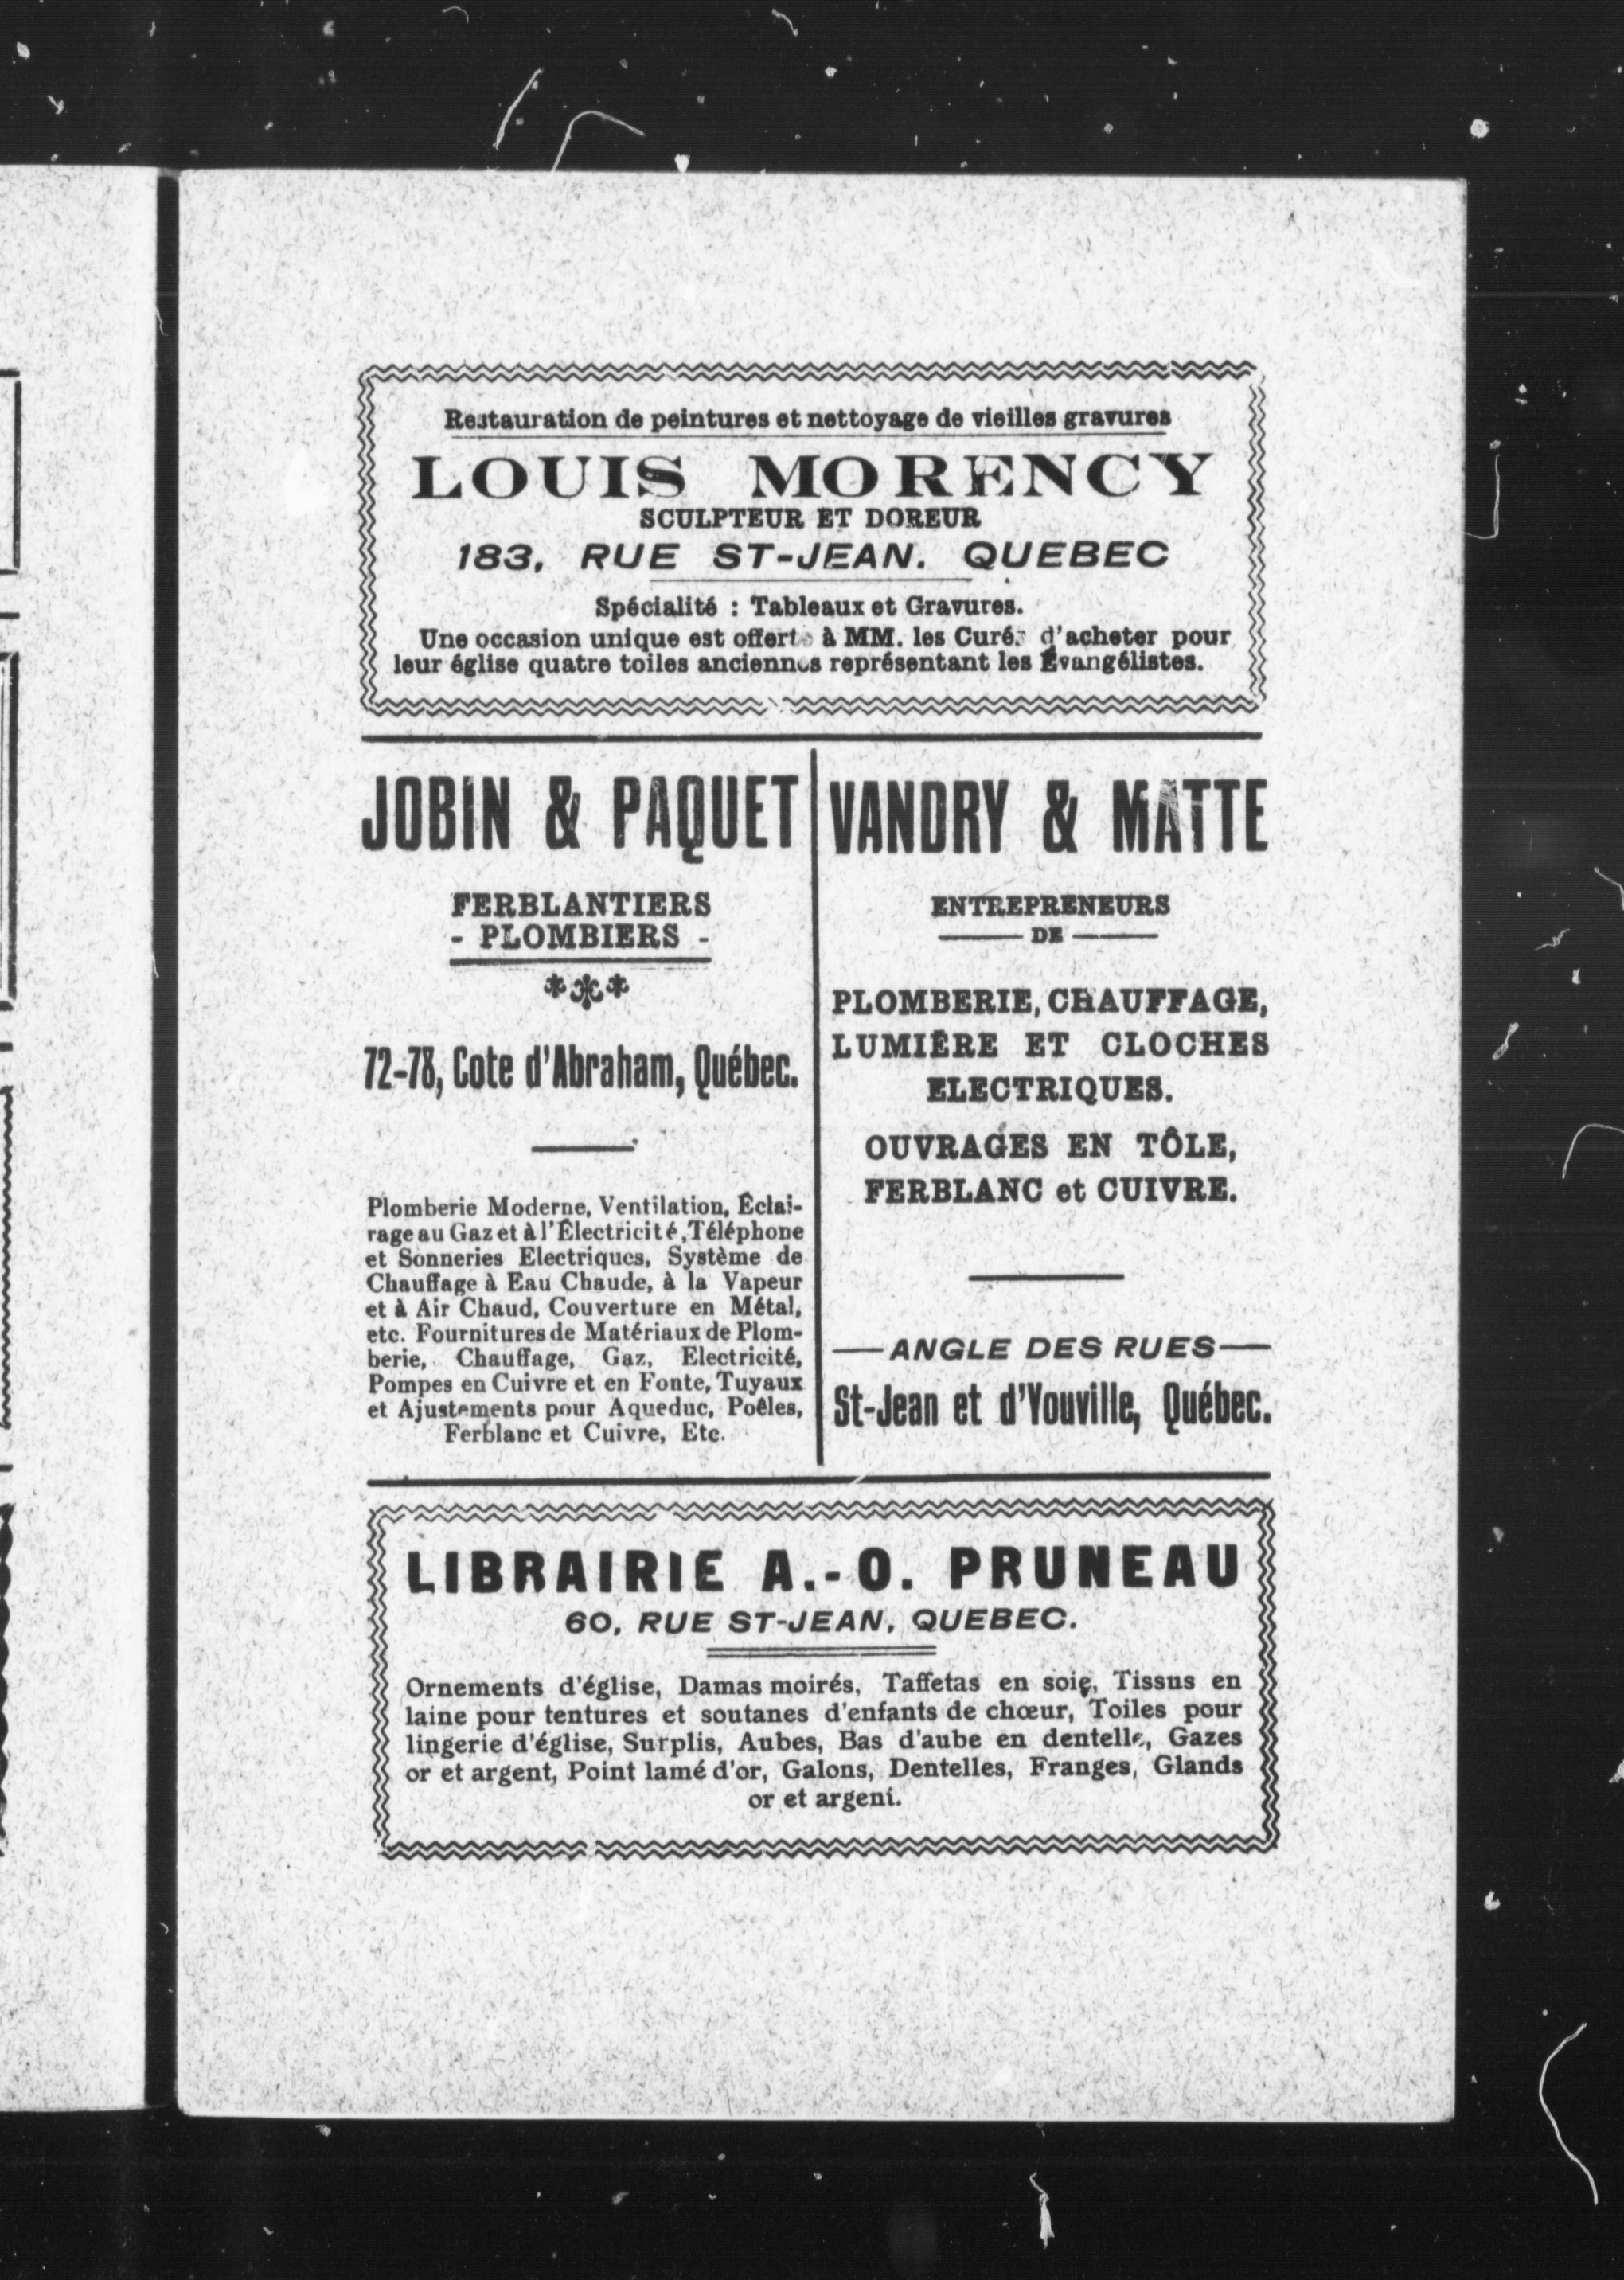 Restauration de peintures et nettoyage de vieilles gravures
LOUIS MORENCY
SCULPTEUR ET DOREUR
183, RUE ST-JEAN. QUEBEC
Spécialité : Tableaux et Gravures.
Une occasion unique est offerte à MM. les Curés d'acheter pour
leur église quatre toiles anciennes représentant les Évangélistes.
JOBIN & PAQUET
FERBLANTIERS
- PLOMBIERS -
72-78, Cote d'Abraham, Québec.
Plomberie Moderne, Ventilation, Éclai-
rage au Gaz et à l'Électricité, Téléphone
et Sonneries Electriques, Système de
Chauffage à Eau Chaude, à la Vapeur
et à Air Chaud, Couverture en Métal,
etc. Fournitures de Matériaux de Plom-
berie, Chauffage, Gaz, Electricité,
Pompes en Cuivre et en Fonte, Tuyaux
et Ajustements pour Aqueduc, Poêles,
Ferblanc et Cuivre, Etc.
VANDRY & MATTE
ENTREPRENEURS
DE
PLOMBERIE, CHAUFFAGE,
LUMIÈRE ET CLOCHES
ELECTRIQUES.
OUVRAGES EN TÔLE,
FERBLANC et CUIVRE.
—ANGLE DES RUES—
St-Jean et d'Youville, Québec.
LIBRAIRIE A.-O. PRUNEAU
60, RUE ST-JEAN, QUEBEC.
Ornements d'église, Damas moirés, Taffetas en soie, Tissus en
laine pour tentures et soutanes d'enfants de chœur, Toiles pour
lingerie d'église, Surplis, Aubes, Bas d'aube en dentelle, Gazes
or et argent, Point lamé d'or, Galons, Dentelles, Franges, Glands
or et argent.